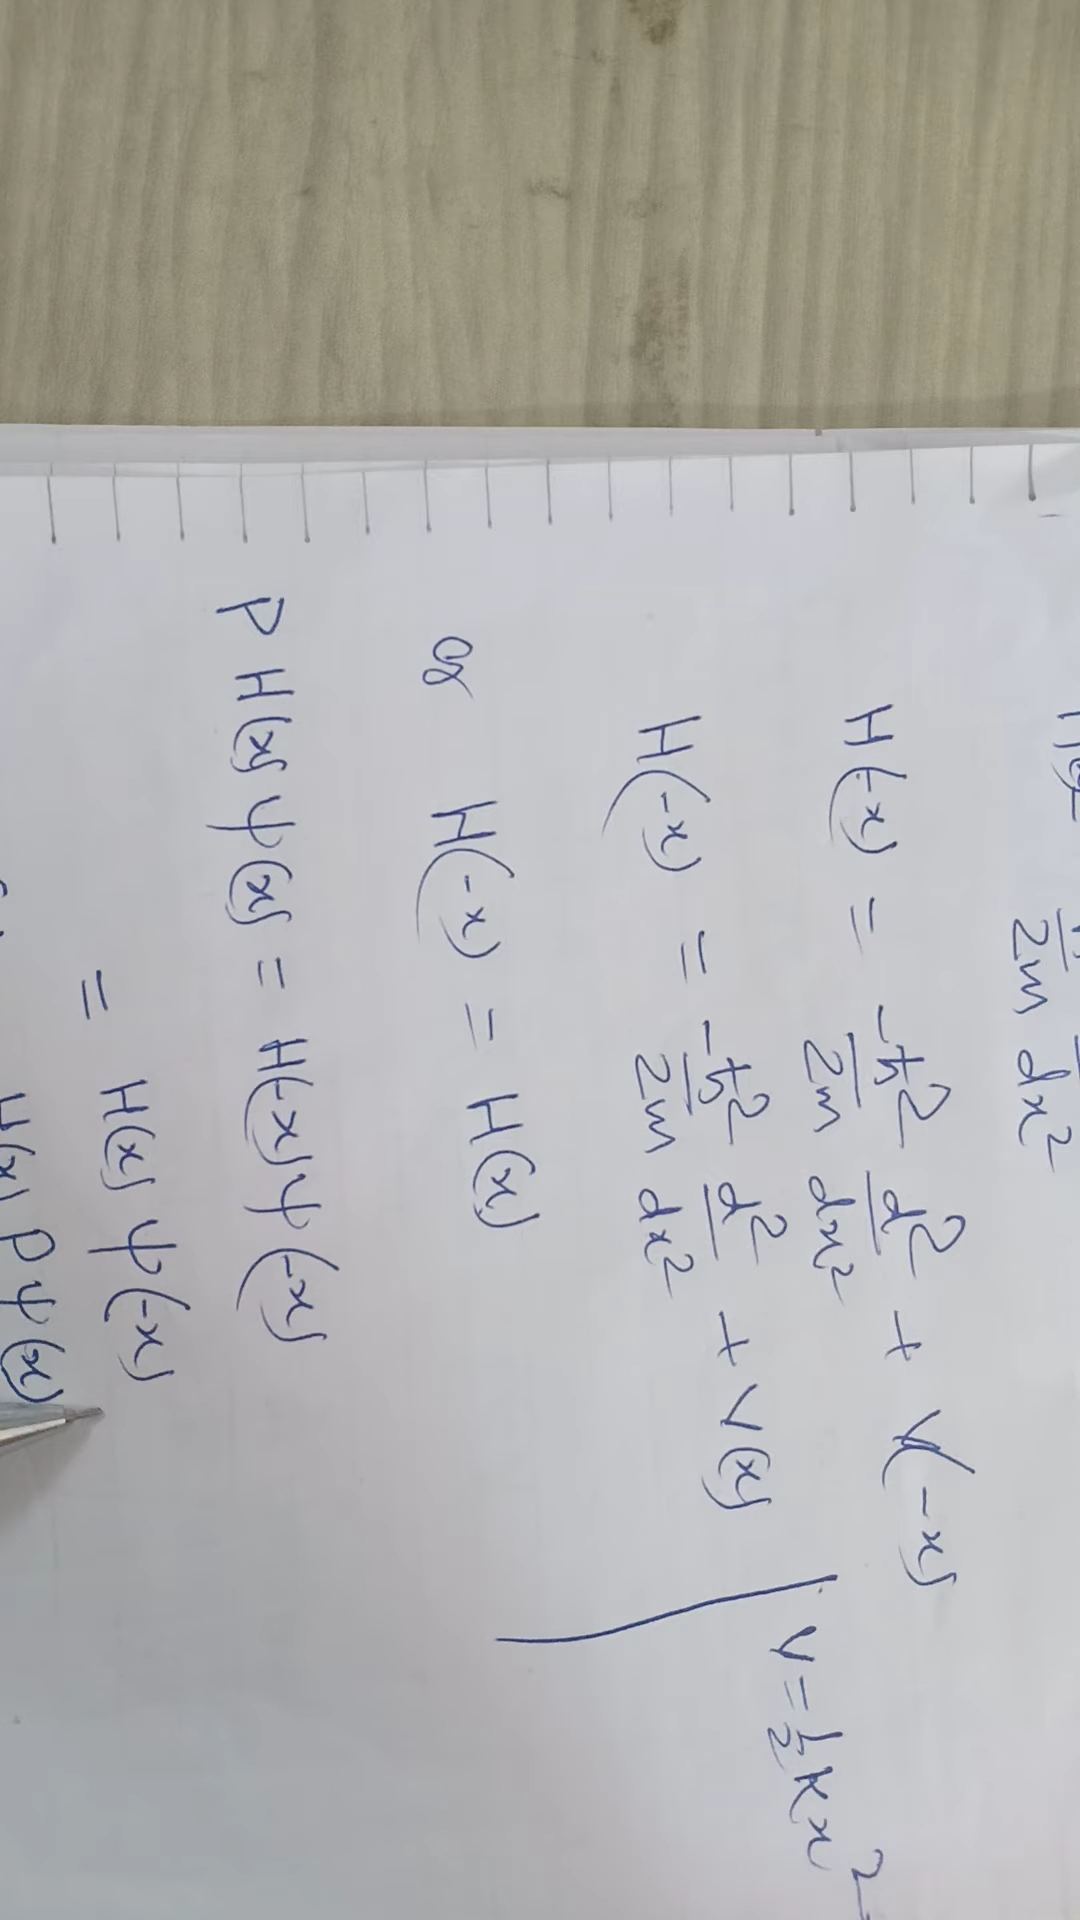 2m dx²
H(-x) = -ħ²/2m d²/dx² + V(-x)
H(-x) = -ħ²/2m d²/dx² + V(x) | V = ½kx²
or H(-x) = H(x)
P H(x) ψ(x) = H(-x) ψ(-x)
= H(x) ψ(-x)
H(x) P ψ(x)